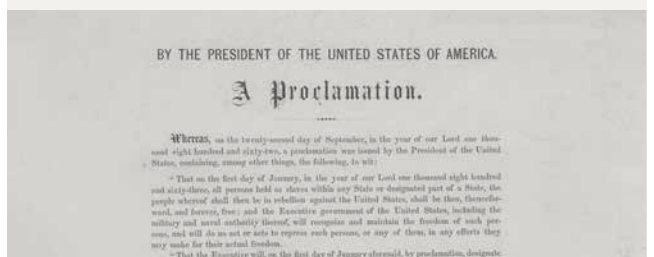 BY THE PRESIDENT OF THE UNITED STATES OF AMERICA.
A Proclamation.
Whereas, on the twenty-second day of September, in the year of our Lord one thou-
sand eight hundred and sixty-two, a proclamation was issued by the President of the United
States, containing, among other things, the following, to wit:
"That on the first day of January, in the year of our Lord one thousand eight hundred
and sixty-three, all persons held as slaves within any State or designated part of a State, the
people whereof shall then be in rebellion against the United States, shall be then, thencefor-
ward, and forever, free; and the Executive government of the United States, including the
military and naval authority thereof, will recognize and maintain the freedom of such per-
sons, and will do no act or acts to repress such persons, or any of them, in any efforts they
may make for their actual freedom.
"That the Executive will, on the first day of January aforesaid, by proclamation, designate